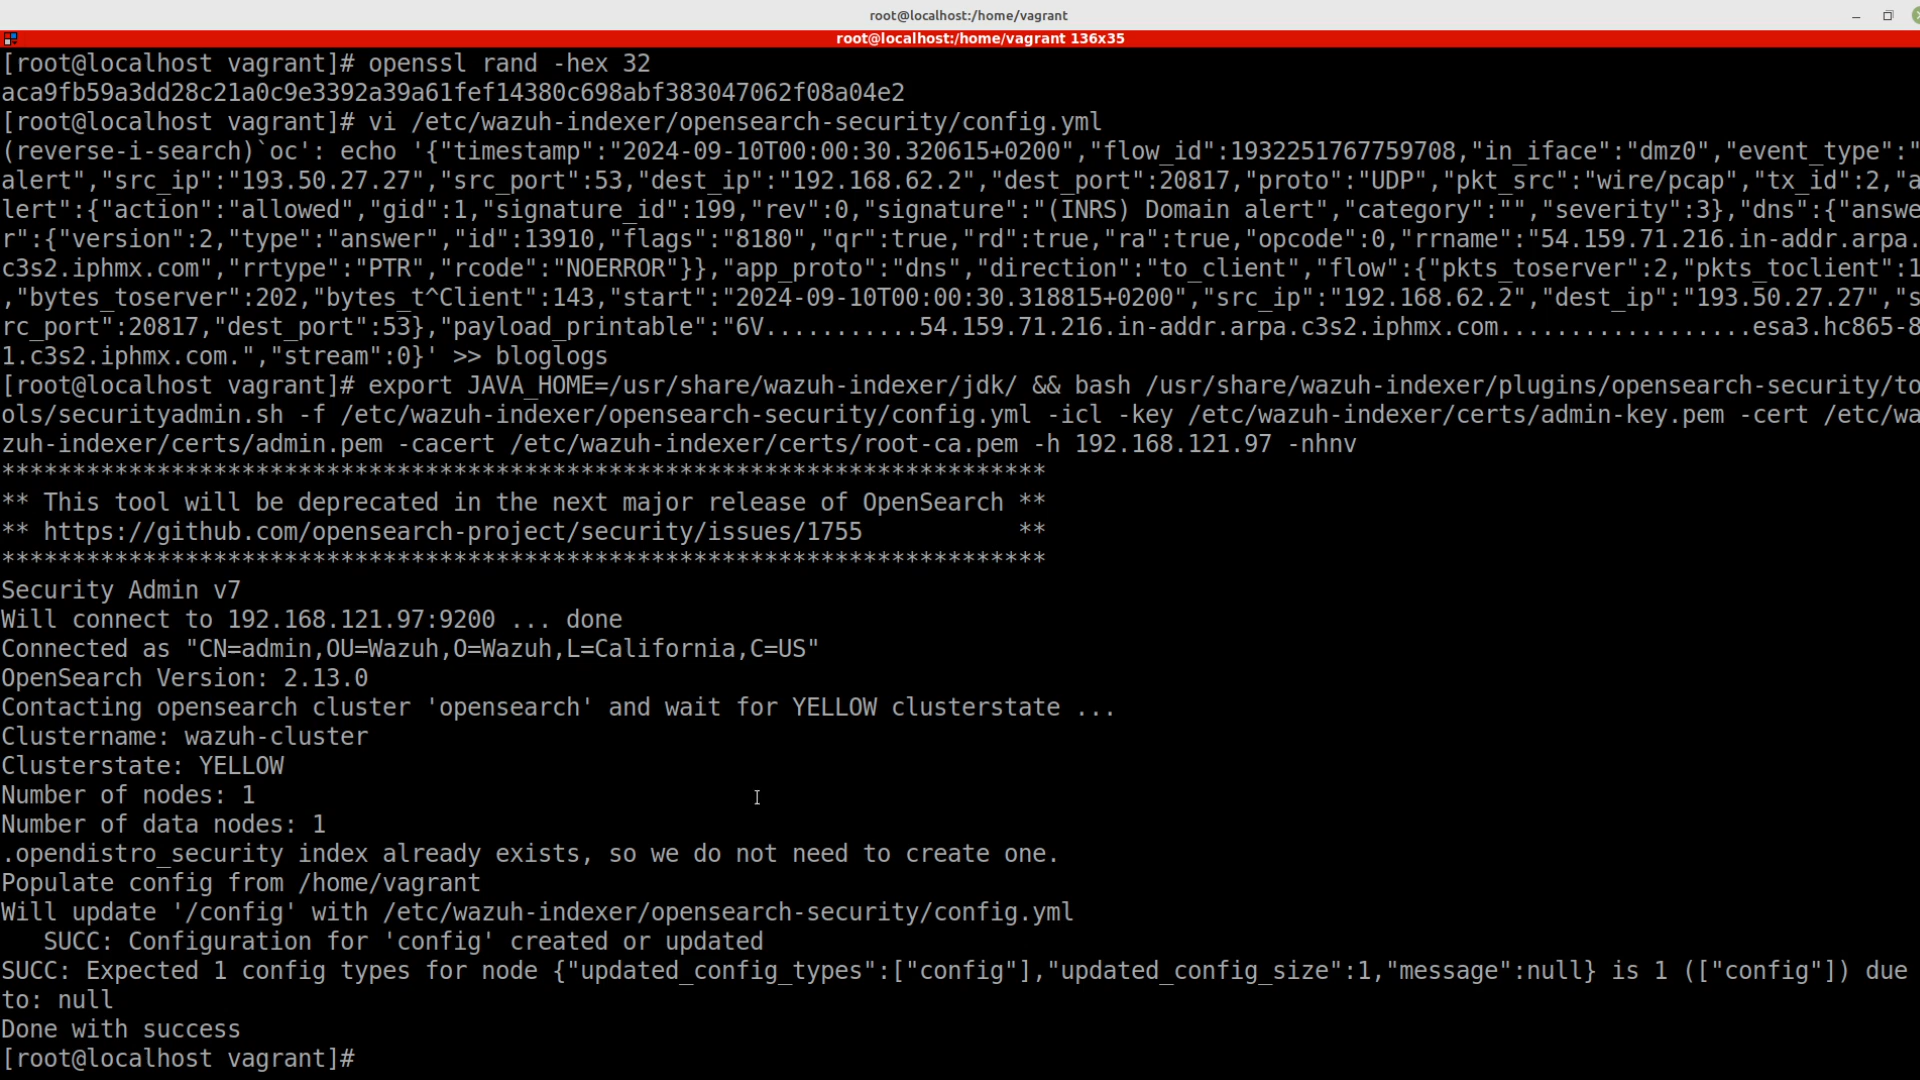 root@localhost:/home/vagrant
root@localhost:/home/vagrant 136x35
[root@localhost vagrant]# openssl rand -hex 32
aca9fb59a3dd28c21a0c9e3392a39a61fef14380c698abf383047062f08a04e2
[root@localhost vagrant]# vi /etc/wazuh-indexer/opensearch-security/config.yml
(reverse-i-search)`oc': echo '{"timestamp":"2024-09-10T00:00:30.320615+0200","flow_id":1932251767759708,"in_iface":"dmz0","event_type":"
alert","src_ip":"193.50.27.27","src_port":53,"dest_ip":"192.168.62.2","dest_port":20817,"proto":"UDP","pkt_src":"wire/pcap","tx_id":2,"a
lert":{"action":"allowed","gid":1,"signature_id":199,"rev":0,"signature":"(INRS) Domain alert","category":"","severity":3},"dns":{"answe
r":{"version":2,"type":"answer","id":13910,"flags":"8180","qr":true,"rd":true,"ra":true,"opcode":0,"rrname":"54.159.71.216.in-addr.arpa.
c3s2.iphmx.com","rrtype":"PTR","rcode":"NOERROR"}},"app_proto":"dns","direction":"to_client","flow":{"pkts_toserver":2,"pkts_toclient":1
,"bytes_toserver":202,"bytes_t^Client":143,"start":"2024-09-10T00:00:30.318815+0200","src_ip":"192.168.62.2","dest_ip":"193.50.27.27","s
rc_port":20817,"dest_port":53},"payload_printable":"6V...........54.159.71.216.in-addr.arpa.c3s2.iphmx.com..................esa3.hc865-8
1.c3s2.iphmx.com.","stream":0}' >> bloglogs
[root@localhost vagrant]# export JAVA_HOME=/usr/share/wazuh-indexer/jdk/ && bash /usr/share/wazuh-indexer/plugins/opensearch-security/to
ols/securityadmin.sh -f /etc/wazuh-indexer/opensearch-security/config.yml -icl -key /etc/wazuh-indexer/certs/admin-key.pem -cert /etc/wa
zuh-indexer/certs/admin.pem -cacert /etc/wazuh-indexer/certs/root-ca.pem -h 192.168.121.97 -nhnv
**************************************************************************
** This tool will be deprecated in the next major release of OpenSearch **
** https://github.com/opensearch-project/security/issues/1755           **
**************************************************************************
Security Admin v7
Will connect to 192.168.121.97:9200 ... done
Connected as "CN=admin,OU=Wazuh,O=Wazuh,L=California,C=US"
OpenSearch Version: 2.13.0
Contacting opensearch cluster 'opensearch' and wait for YELLOW clusterstate ...
Clustername: wazuh-cluster
Clusterstate: YELLOW
Number of nodes: 1
Number of data nodes: 1
.opendistro_security index already exists, so we do not need to create one.
Populate config from /home/vagrant
Will update '/config' with /etc/wazuh-indexer/opensearch-security/config.yml
   SUCC: Configuration for 'config' created or updated
SUCC: Expected 1 config types for node {"updated_config_types":["config"],"updated_config_size":1,"message":null} is 1 (["config"]) due
to: null
Done with success
[root@localhost vagrant]#